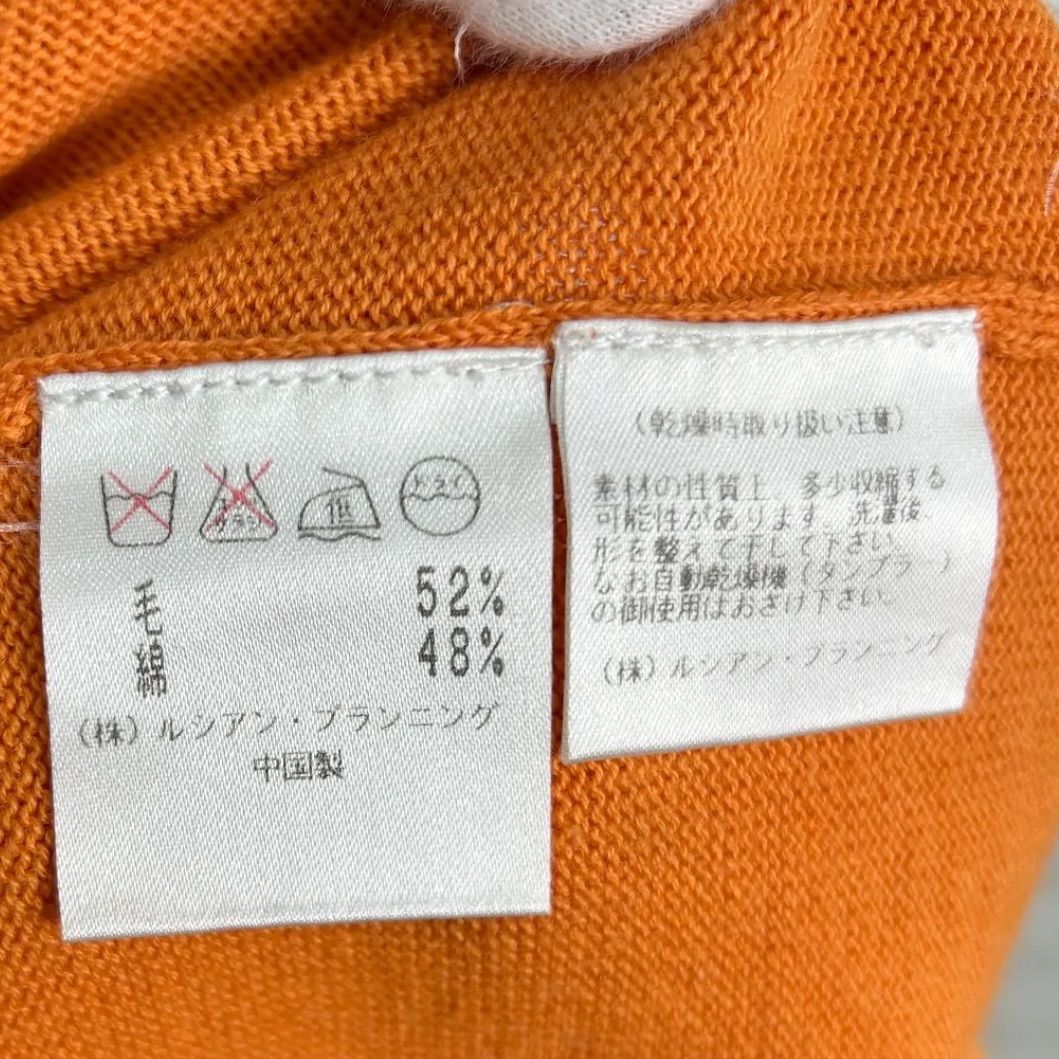 サラシ
低
ドライ
毛 52%
綿 48%
(株)ルシアン・プランニング
中国製
(乾燥時取り扱い注意)
素材の性質上、多少収縮する
可能性があります。洗濯後、
形を整えて干して下さい。
なお自動乾燥機(タンブラー)
の御使用はおさけ下さい。
(株)ルシアン・プランニング